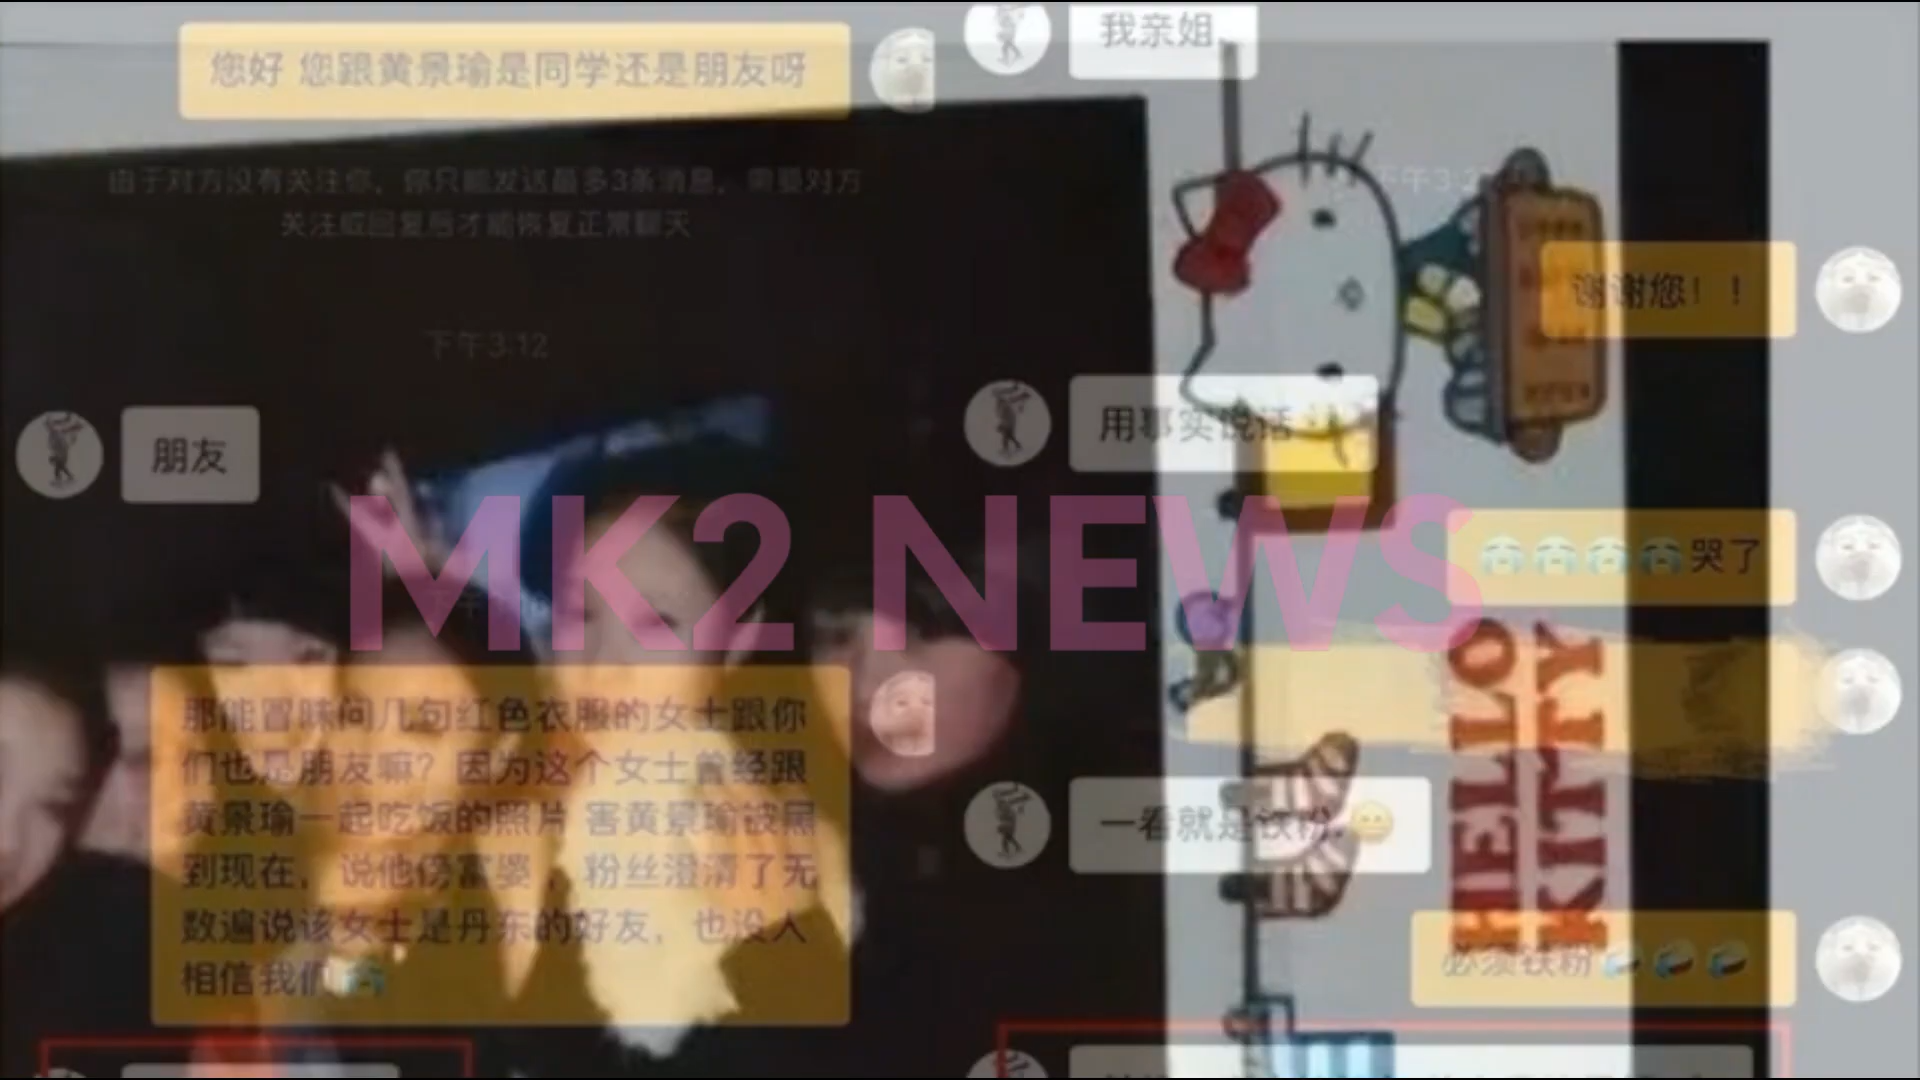 您好 您跟黄景瑜是同学还是朋友呀
由于对方没有关注你，你只能发送最多3条消息，需要对方
关注或回复后才能恢复正常聊天
下午3:12
朋友
那能冒昧问几句红色衣服的女士跟你
们也是朋友嘛？因为这个女士曾经跟
黄景瑜一起吃饭的照片 害黄景瑜被黑
到现在，说他傍富婆，粉丝澄清了无
数遍说该女士是丹东的好友，也没人
相信我们😭
我亲姐
谢谢您！！
用事实说话
😭😭😭😭哭了
一看就是铁粉
必须铁粉
MK2 NEWS
HELLO
KITTY